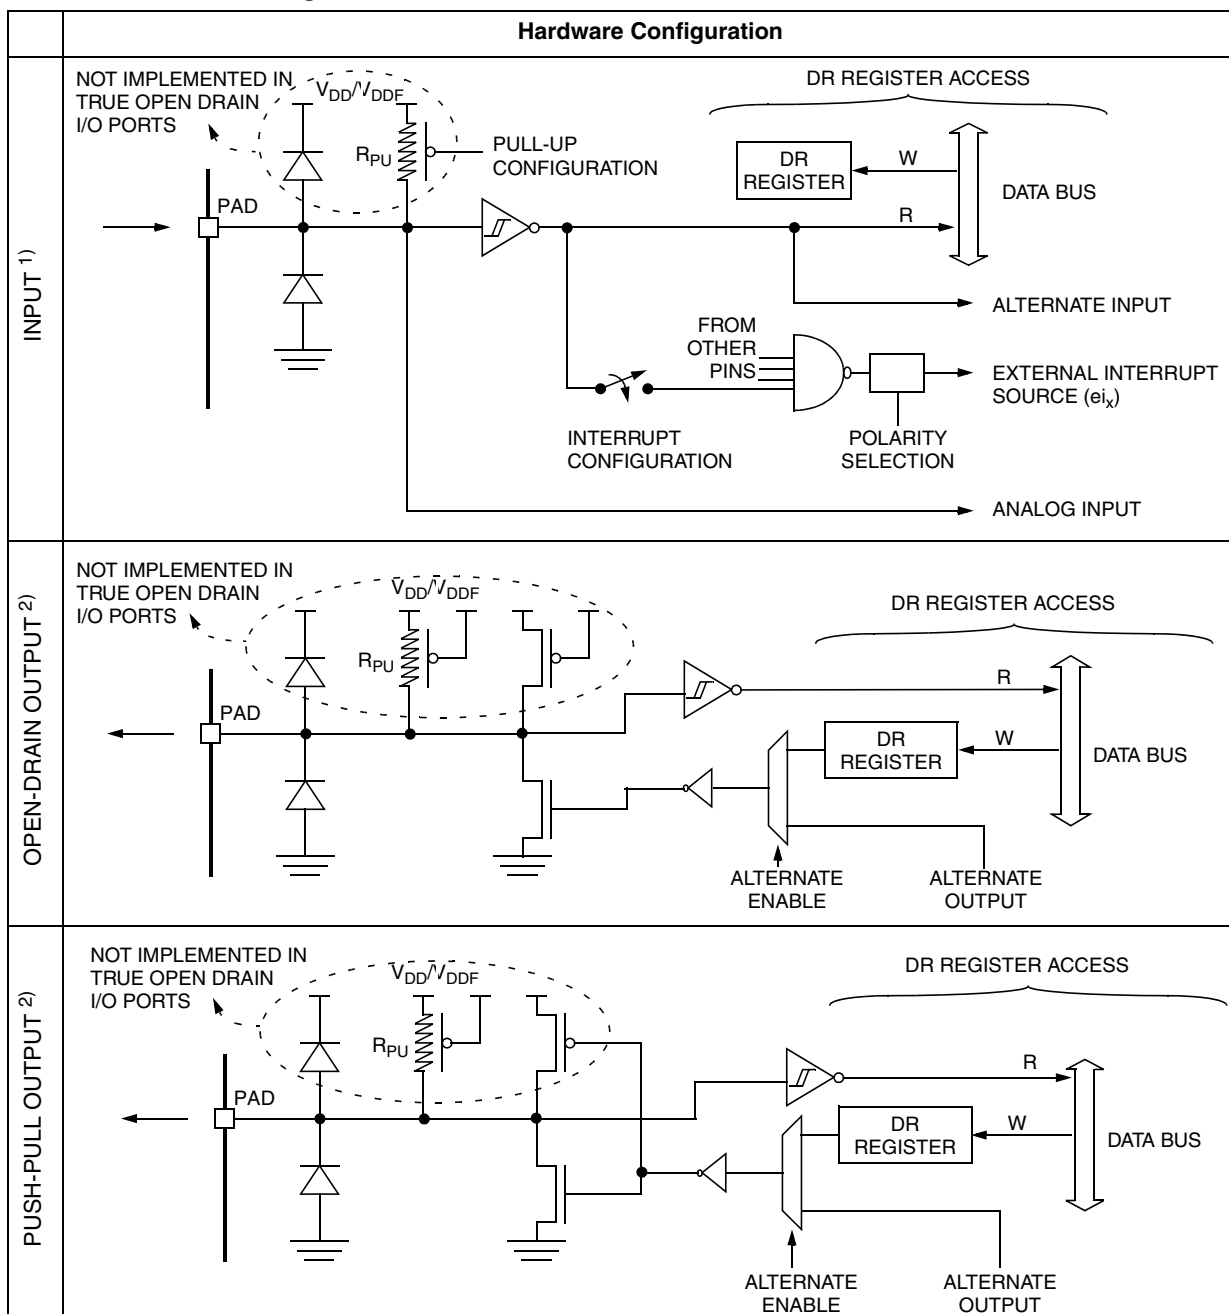 Hardware Configuration
INPUT 1)
NOT IMPLEMENTED IN
TRUE OPEN DRAIN
I/O PORTS
VDD/VDDF
RPU
PULL-UP
CONFIGURATION
PAD
DR REGISTER ACCESS
DR
REGISTER
W
R
DATA BUS
ALTERNATE INPUT
FROM
OTHER
PINS
EXTERNAL INTERRUPT
SOURCE (eix)
INTERRUPT
CONFIGURATION
POLARITY
SELECTION
ANALOG INPUT
OPEN-DRAIN OUTPUT 2)
NOT IMPLEMENTED IN
TRUE OPEN DRAIN
I/O PORTS
VDD/VDDF
RPU
PAD
DR REGISTER ACCESS
R
DR
REGISTER
W
DATA BUS
ALTERNATE
ENABLE
ALTERNATE
OUTPUT
PUSH-PULL OUTPUT 2)
NOT IMPLEMENTED IN
TRUE OPEN DRAIN
I/O PORTS
VDD/VDDF
RPU
PAD
DR REGISTER ACCESS
R
DR
REGISTER
W
DATA BUS
ALTERNATE
ENABLE
ALTERNATE
OUTPUT